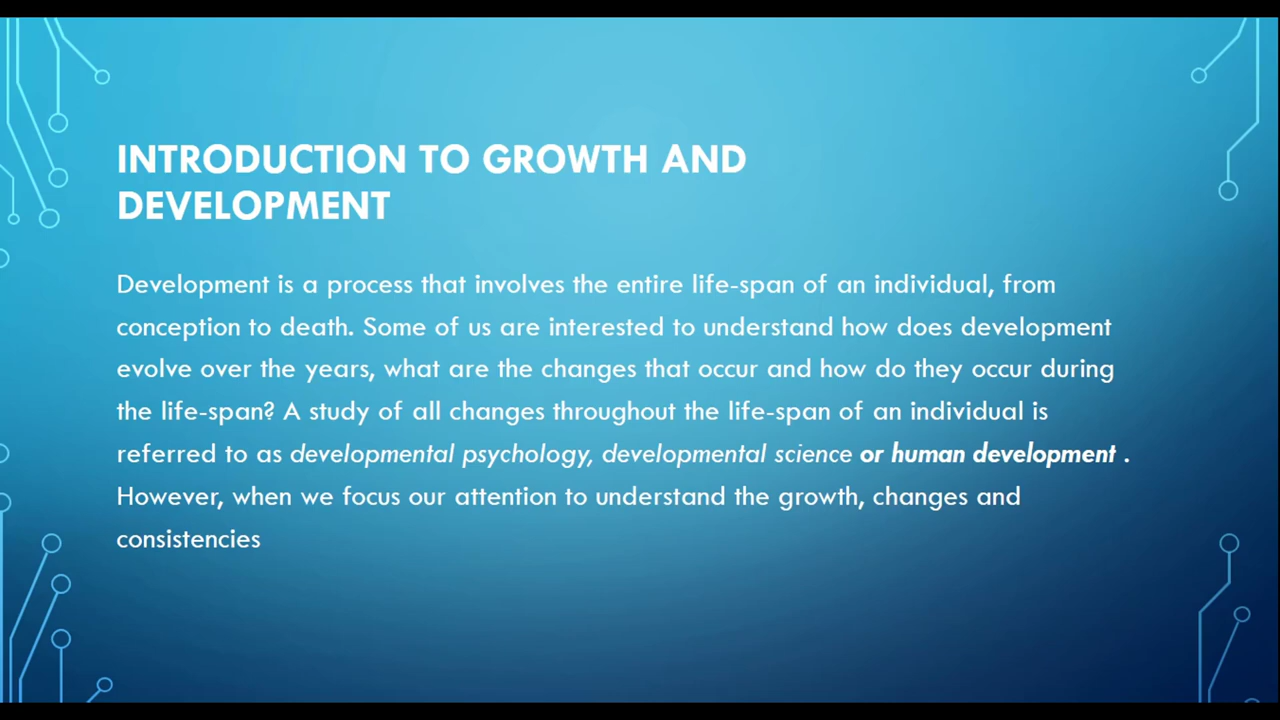 INTRODUCTION TO GROWTH AND
DEVELOPMENT
Development is a process that involves the entire life-span of an individual, from
conception to death. Some of us are interested to understand how does development
evolve over the years, what are the changes that occur and how do they occur during
the life-span? A study of all changes throughout the life-span of an individual is
referred to as developmental psychology, developmental science or human development .
However, when we focus our attention to understand the growth, changes and
consistencies